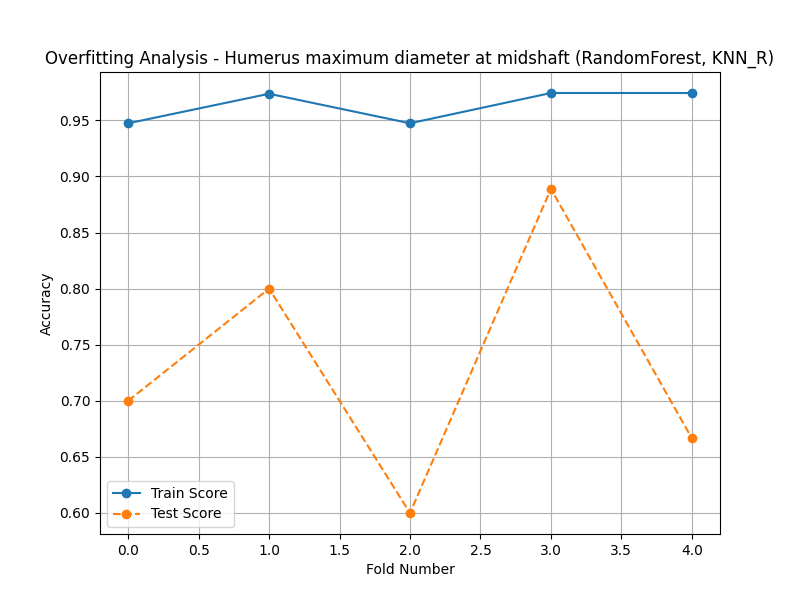 Overfitting Analysis - Humerus maximum diameter at midshaft (RandomForest, KNN_R)
0.95
0.90
0.85
0.80
0.75
0.70
0.65
0.60
Accuracy
Train Score
Test Score
0.0 0.5 1.0 1.5 2.0 2.5 3.0 3.5 4.0
Fold Number